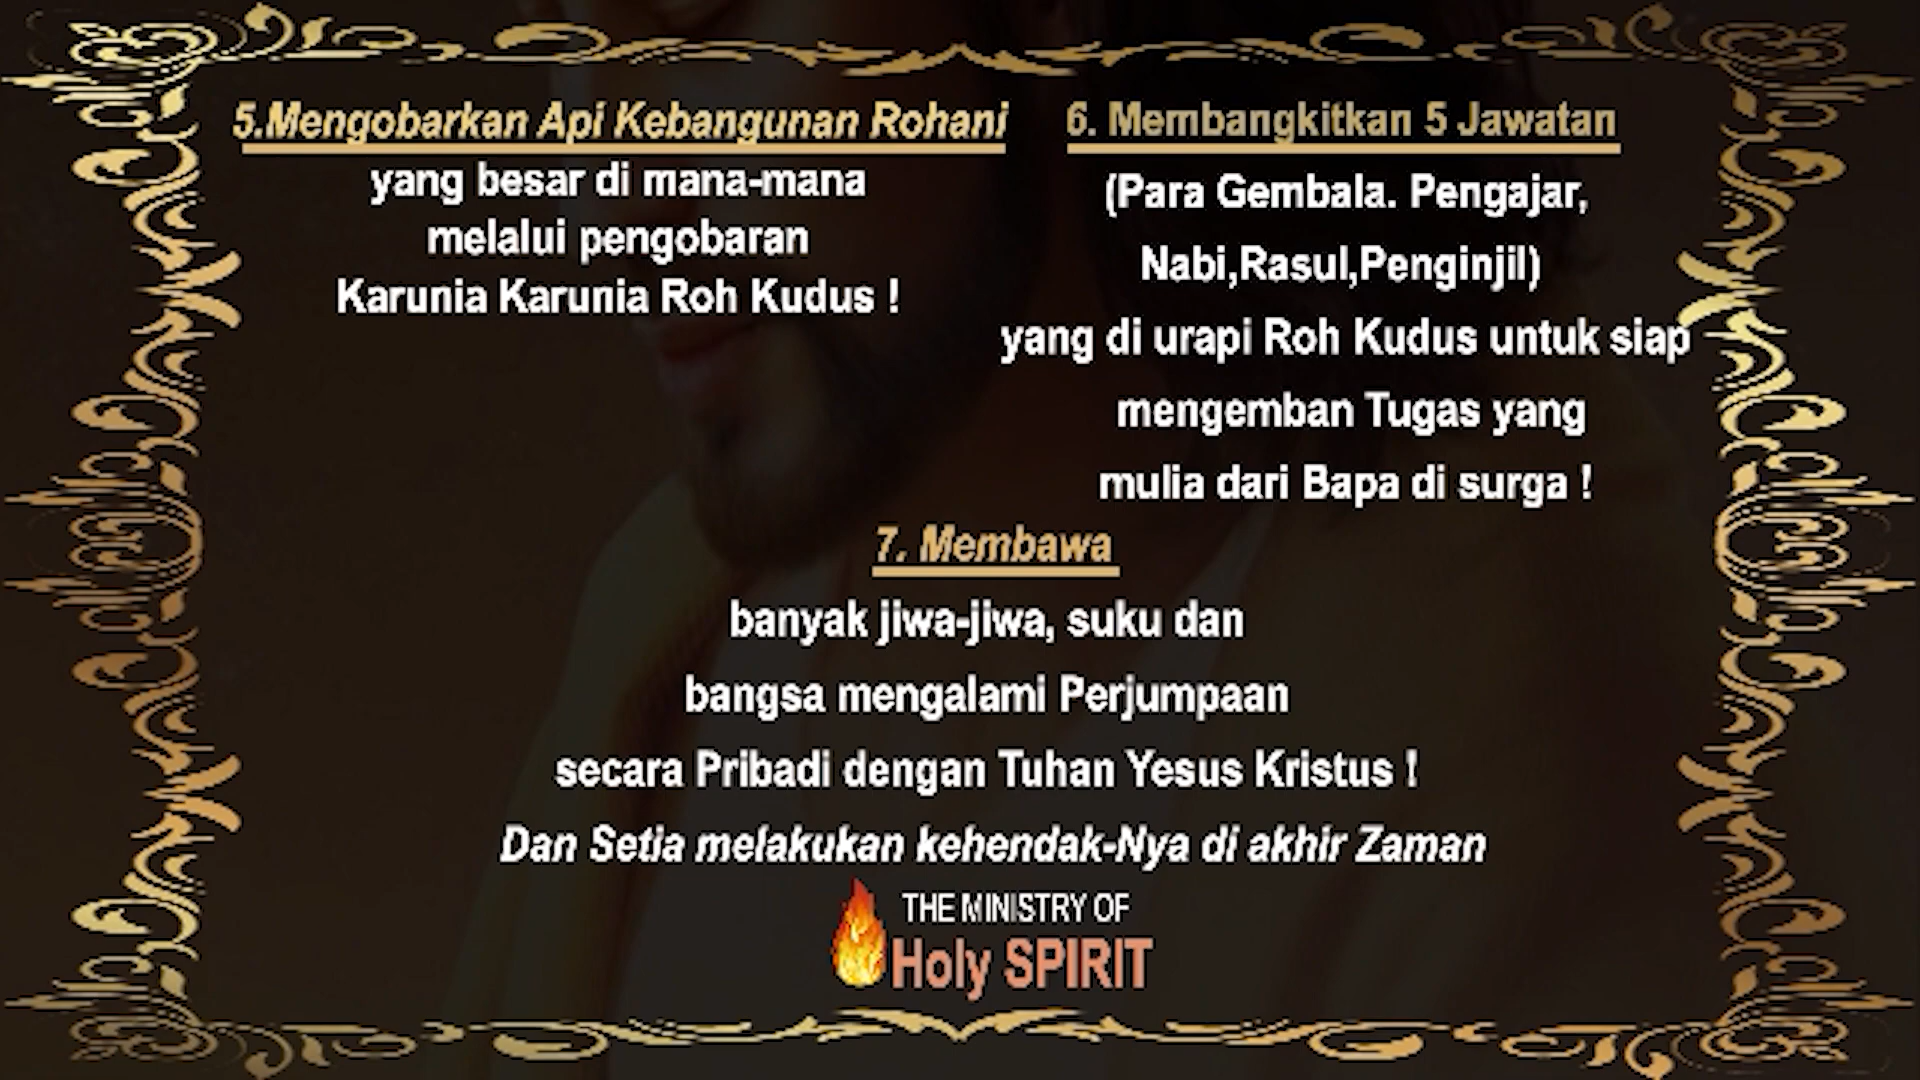 5.Mengobarkan Api Kebangunan Rohani
yang besar di mana-mana
melalui pengobaran
Karunia Karunia Roh Kudus !
6. Membangkitkan 5 Jawatan
(Para Gembala. Pengajar,
Nabi,Rasul,Penginjil)
yang di urapi Roh Kudus untuk siap
mengemban Tugas yang
mulia dari Bapa di surga !
7. Membawa
banyak jiwa-jiwa, suku dan
bangsa mengalami Perjumpaan
secara Pribadi dengan Tuhan Yesus Kristus !
Dan Setia melakukan kehendak-Nya di akhir Zaman
THE MINISTRY OF
Holy SPIRIT